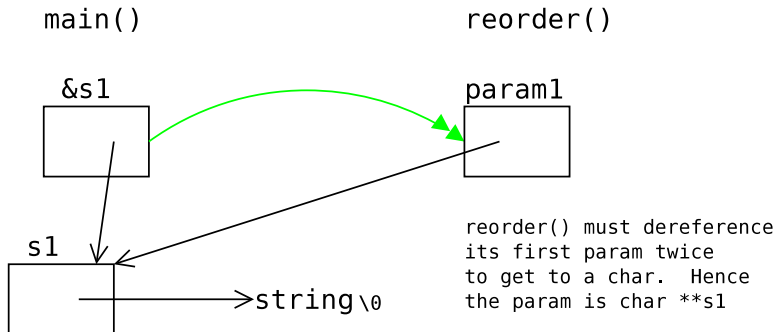 main()
reorder()
&s1
param1
s1
string\0
reorder() must dereference
its first param twice
to get to a char.  Hence
the param is char **s1